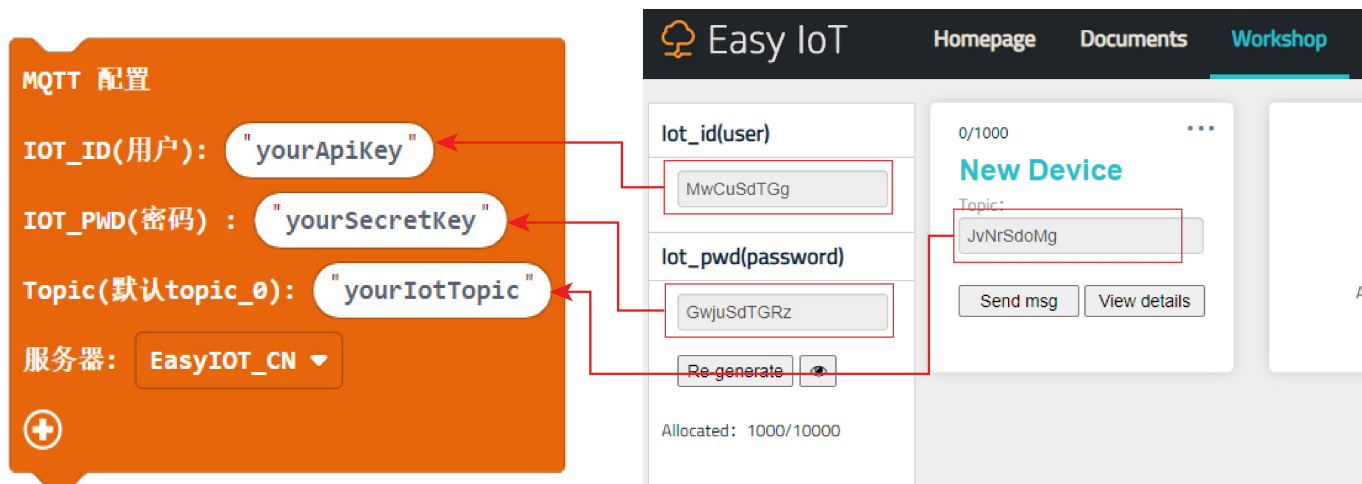 MQTT 配置
IOT_ID(用户): "yourApiKey"
IOT_PWD(密码) : "yourSecretKey"
Topic(默认topic_0): "yourIotTopic"
服务器: EasyIOT_CN
Easy IoT
Homepage Documents Workshop
Iot_id(user)
MwCuSdTGg
Iot_pwd(password)
GwjuSdTGRz
Re-generate
Allocated: 1000/10000
0/1000
New Device
Topic:
JvNrSdoMg
Send msg View details